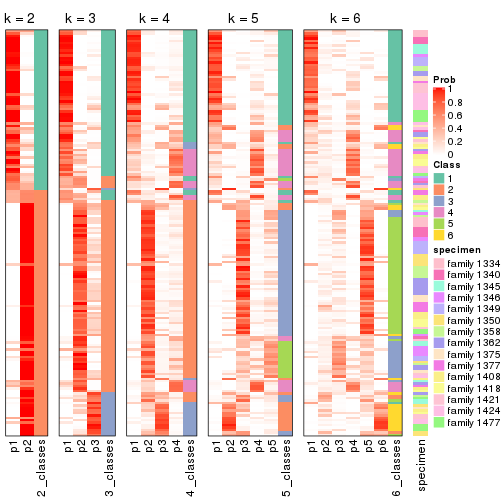 k = 2
k = 3
k = 4
k = 5
k = 6
Prob
1
0.8
0.6
0.4
0.2
0
Class
1
2
3
4
5
6
specimen
family 1334
family 1340
family 1345
family 1346
family 1349
family 1350
family 1358
family 1362
family 1375
family 1377
family 1408
family 1418
family 1421
family 1424
family 1477
p1
p2
2_classes
p1
p2
p3
3_classes
p1
p2
p3
p4
4_classes
p1
p2
p3
p4
p5
5_classes
p1
p2
p3
p4
p5
p6
6_classes
specimen